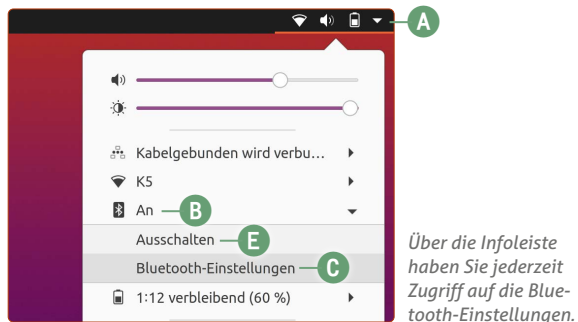 A
Kabelgebunden wird verbu...
K5
An B
Ausschalten E
Bluetooth-Einstellungen C
1:12 verbleibend (60 %)
Über die Infoleiste
haben Sie jederzeit
Zugriff auf die Blue-
tooth-Einstellungen.